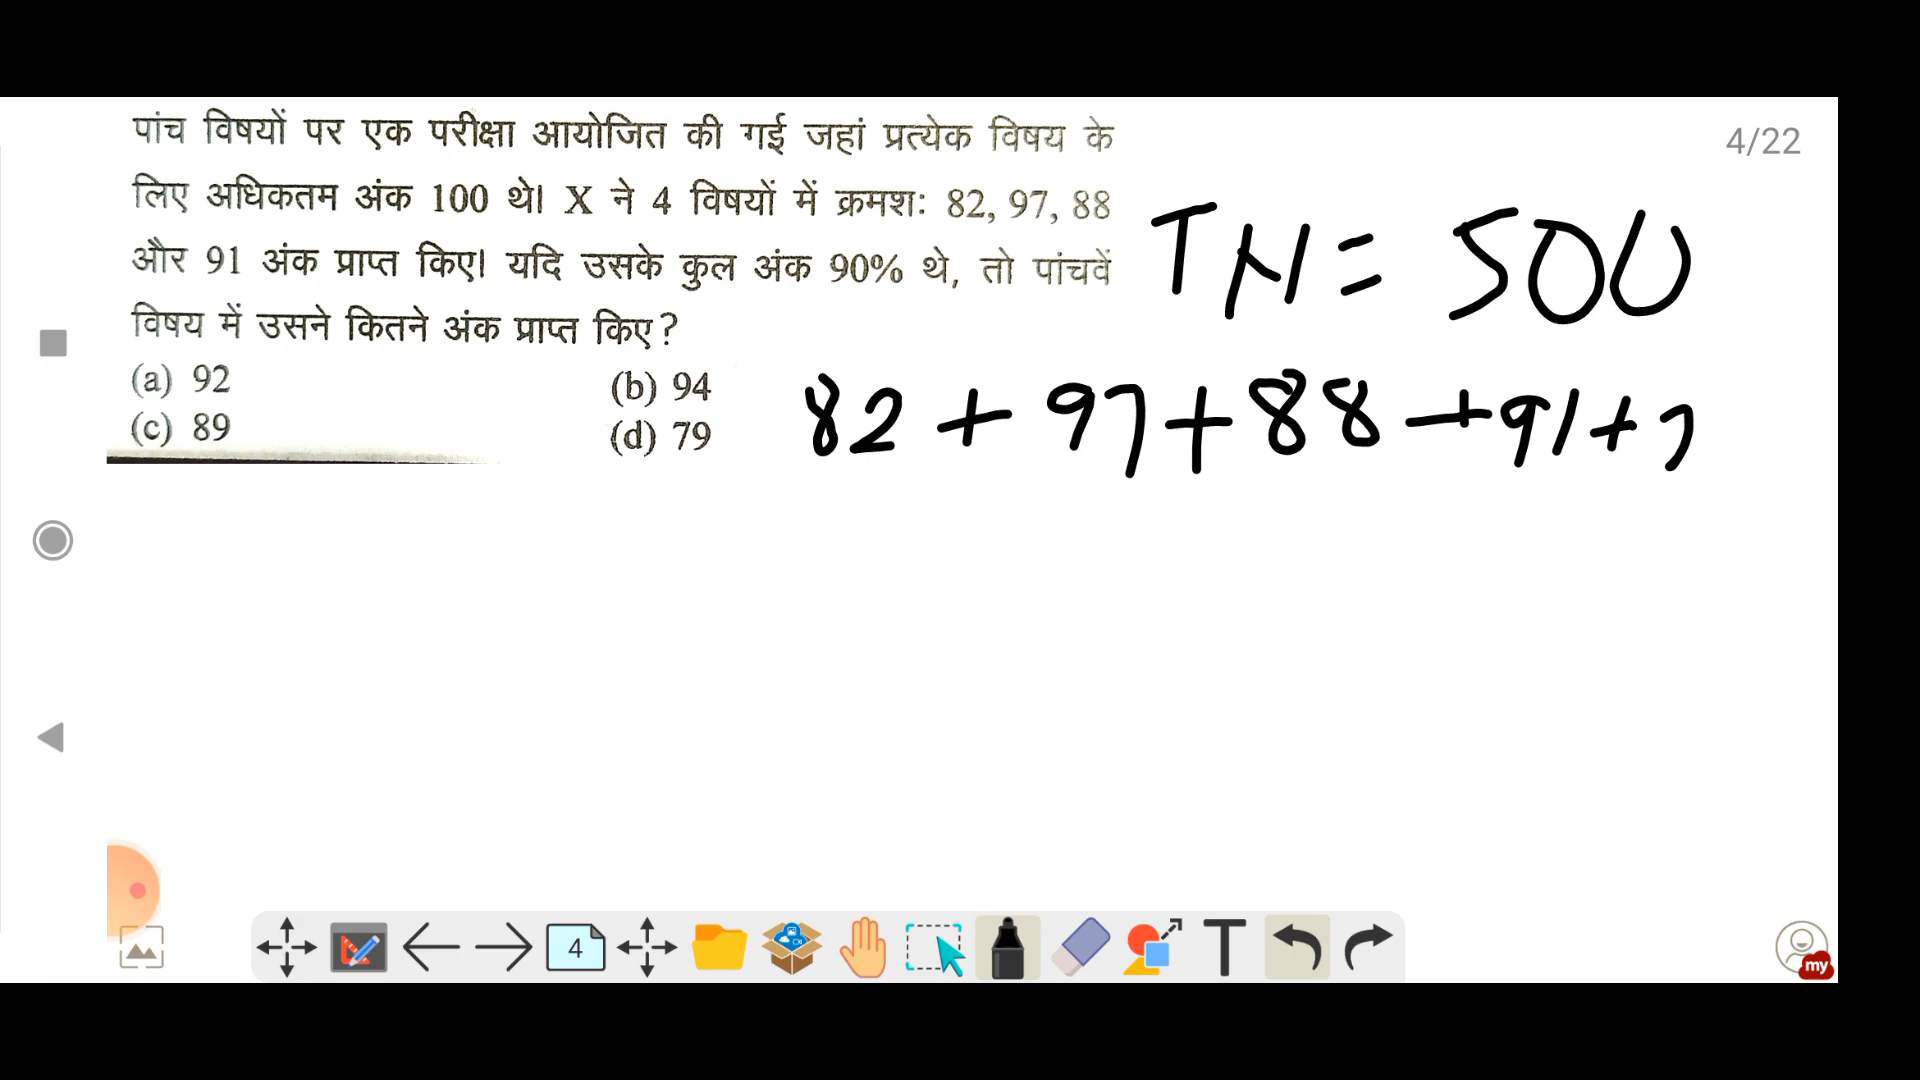 पांच विषयों पर एक परीक्षा आयोजित की गई जहां प्रत्येक विषय के
लिए अधिकतम अंक 100 थे। X ने 4 विषयों में क्रमशः 82, 97, 88
और 91 अंक प्राप्त किए। यदि उसके कुल अंक 90% थे, तो पांचवें
विषय में उसने कितने अंक प्राप्त किए?
(a) 92 (b) 94
(c) 89 (d) 79
4/22
TM = 500
82 + 97 + 88 + 91 +
4
T
my